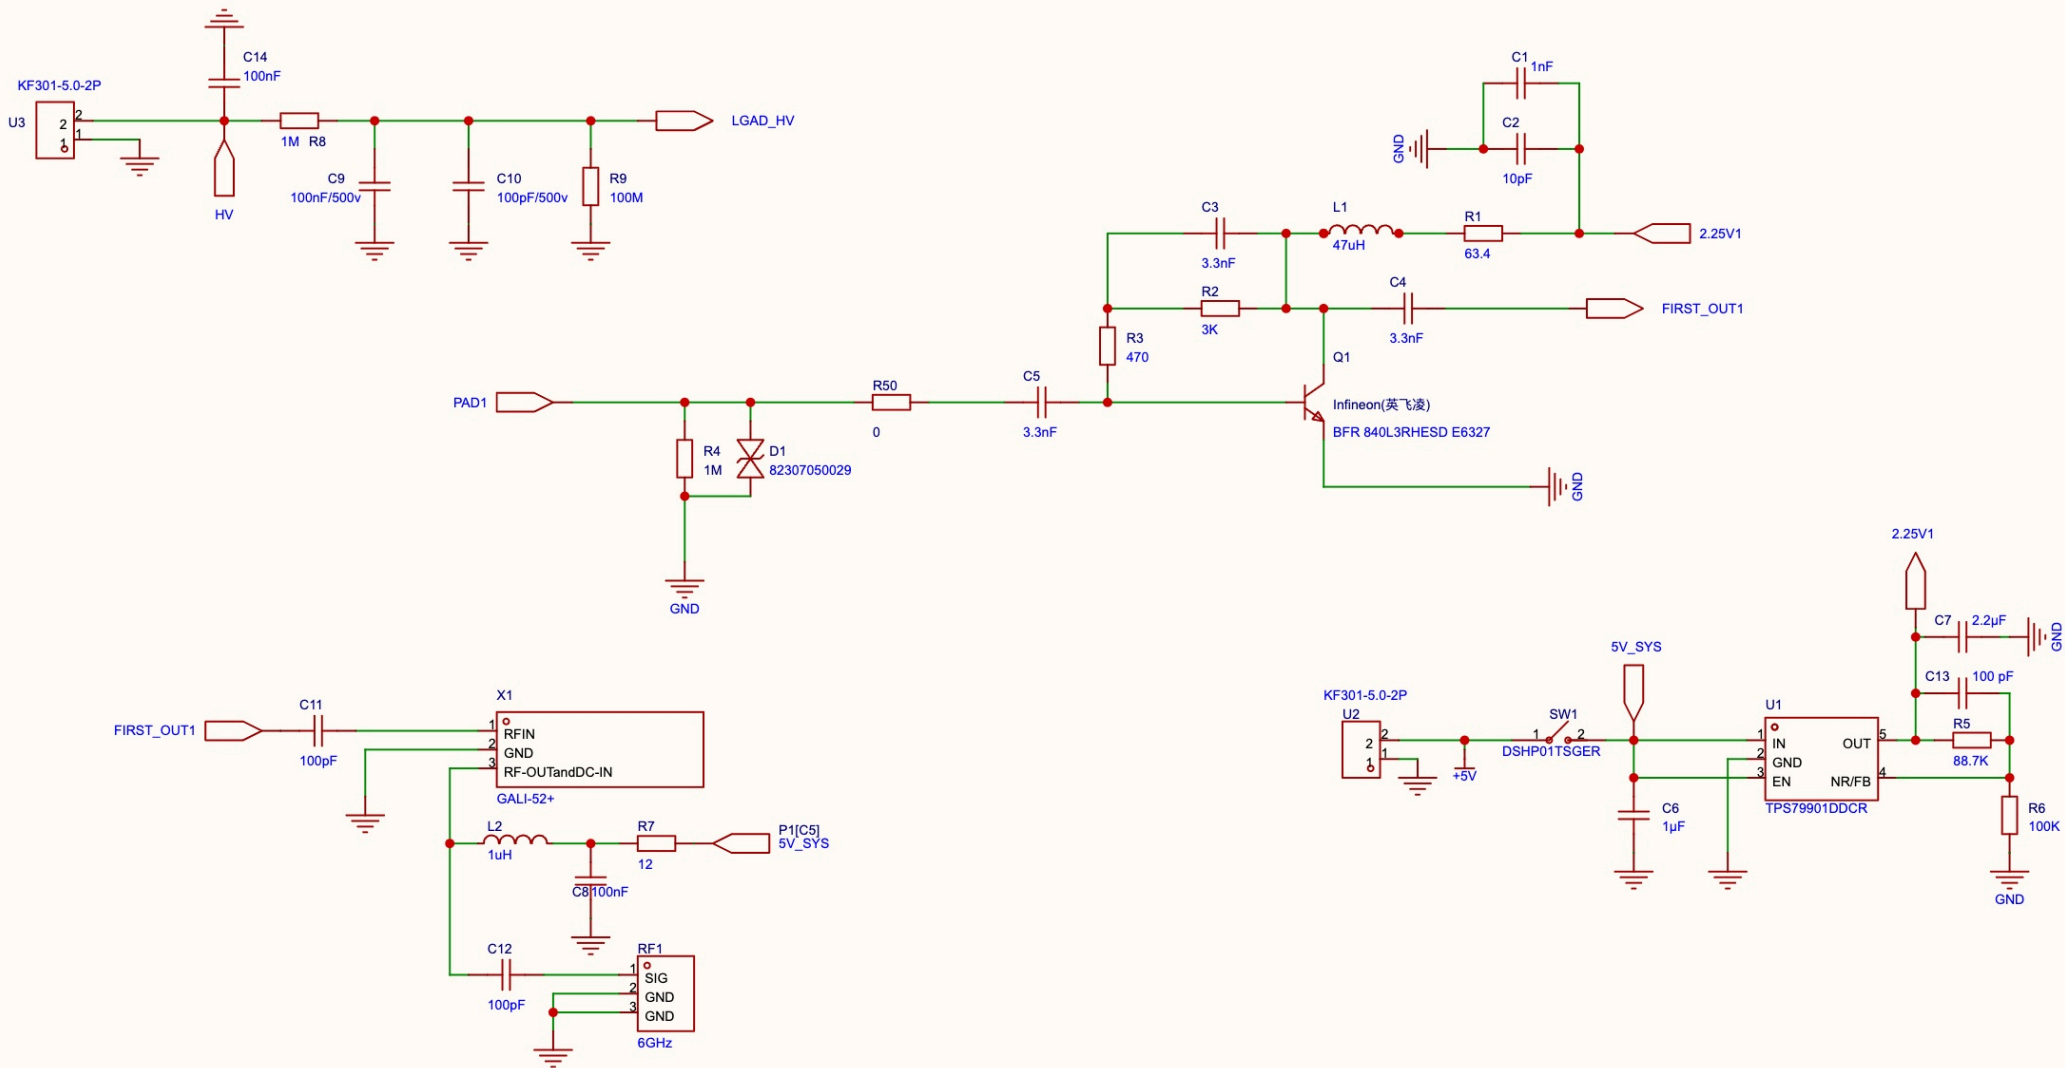 C14
100nF
KF301-5.0-2P
U3
2
2
1
1
1M
R8
HV
C9
100nF/500v
C10
100pF/500v
R9
100M
LGAD_HV
C1
1nF
C2
10pF
GND
C3
3.3nF
L1
47uH
R1
63.4
2.25V1
R2
3K
C4
3.3nF
FIRST_OUT1
R3
470
Q1
Infineon(英飞凌)
BFR 840L3RHESD E6327
GND
PAD1
R50
0
C5
3.3nF
R4
1M
D1
82307050029
GND
FIRST_OUT1
C11
100pF
X1
1
RFIN
2
GND
3
RF-OUTandDC-IN
GALI-52+
L2
1uH
R7
12
P1[C5]
5V_SYS
C8
100nF
C12
100pF
RF1
1
SIG
2
GND
3
GND
6GHz
KF301-5.0-2P
U2
2
2
1
1
+5V
SW1
1
2
DSHP01TSGER
5V_SYS
C6
1µF
U1
1
IN
2
GND
3
EN
OUT
5
NR/FB
4
TPS79901DDCR
2.25V1
C7
2.2µF
GND
C13
100 pF
R5
88.7K
R6
100K
GND